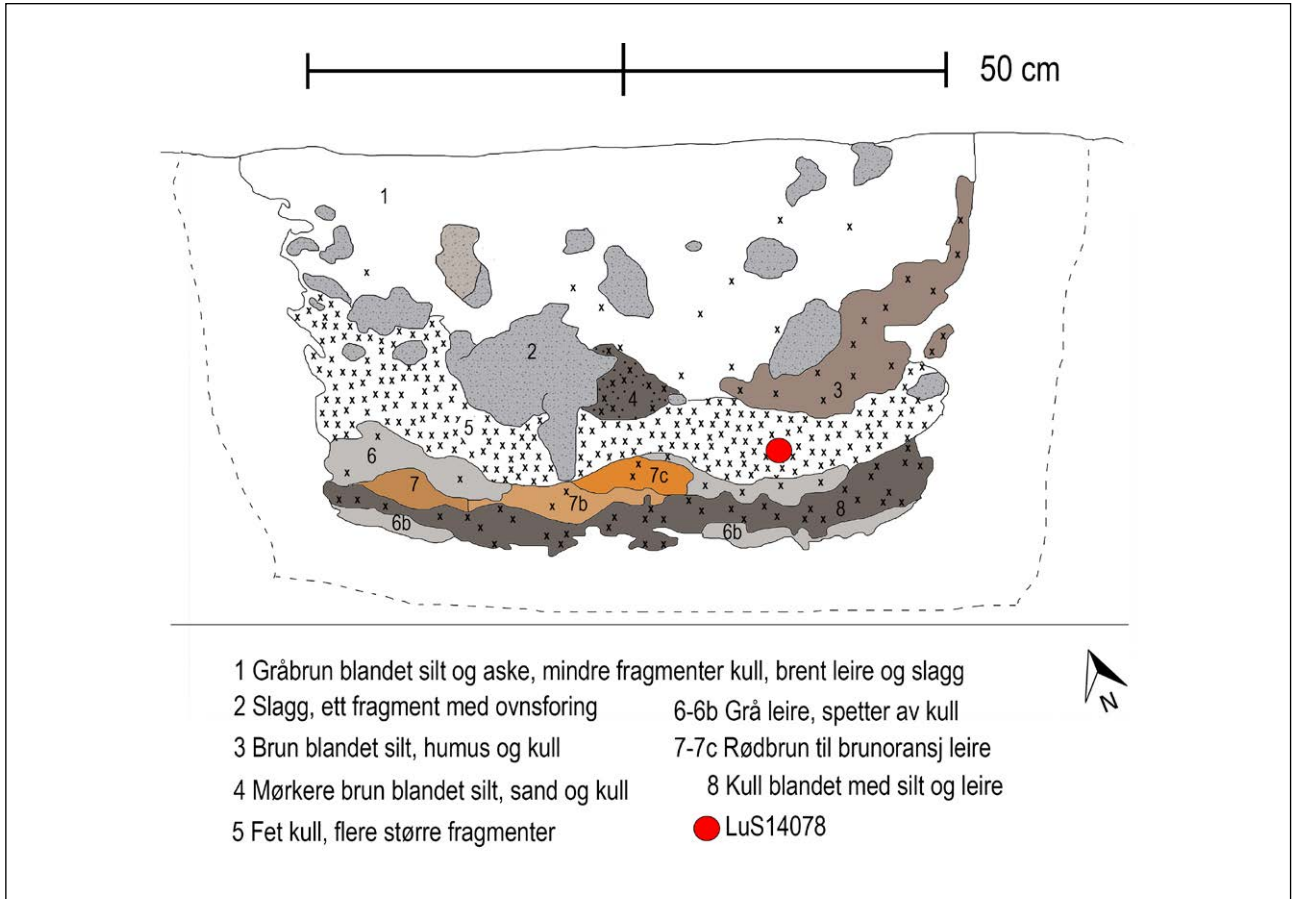 50 cm
1
2
3
4
5
6
7
7c
7b
8
6b
6b
1 Gråbrun blandet silt og aske, mindre fragmenter kull, brent leire og slagg
2 Slagg, ett fragment med ovnsforing
3 Brun blandet silt, humus og kull
4 Mørkere brun blandet silt, sand og kull
5 Fet kull, flere større fragmenter
6-6b Grå leire, spetter av kull
7-7c Rødbrun til brunoransj leire
8 Kull blandet med silt og leire
LuS14078
N